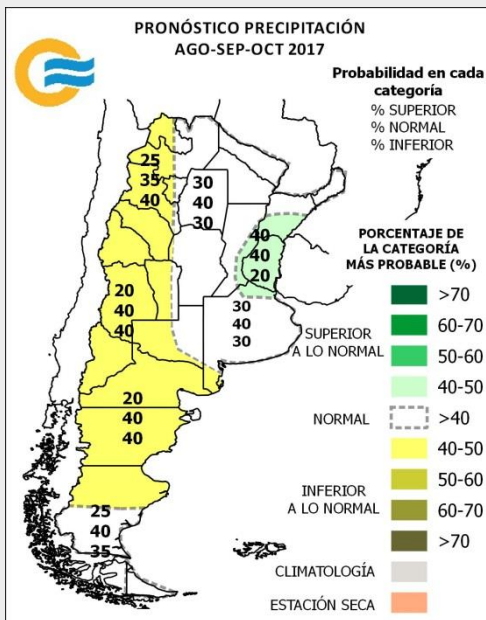 PRONÓSTICO PRECIPITACIÓN
AGO-SEP-OCT 2017
Probabilidad en cada
categoría
% SUPERIOR
% NORMAL
% INFERIOR
25
35
40
30
40
30
40
40
20
20
40
40
30
40
30
20
40
40
25
40
35
PORCENTAJE DE
LA CATEGORÍA
MÁS PROBABLE (%)
>70
60-70
SUPERIOR
A LO NORMAL
50-60
40-50
NORMAL
>40
40-50
50-60
INFERIOR
A LO NORMAL
60-70
>70
CLIMATOLOGÍA
ESTACIÓN SECA